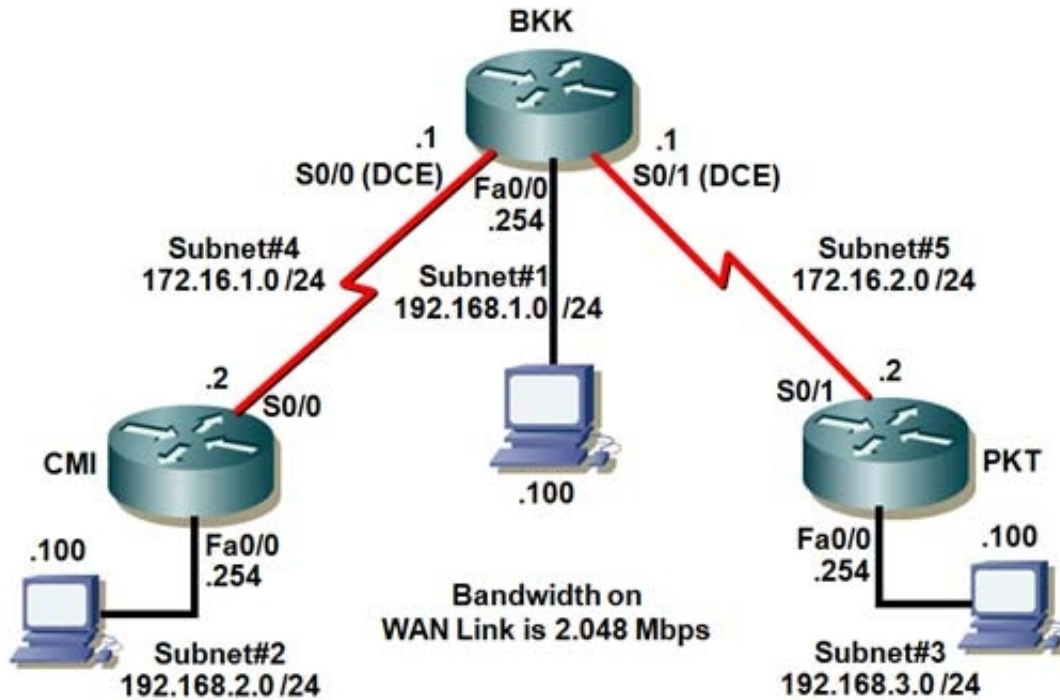 BKK
.1
S0/0 (DCE)
Fa0/0
.254
.1
S0/1 (DCE)
Subnet#4
172.16.1.0 /24
Subnet#1
192.168.1.0 /24
Subnet#5
172.16.2.0 /24
.2
S0/0
CMI
.100
S0/1
.2
PKT
.100
Fa0/0
.254
Bandwidth on
WAN Link is 2.048 Mbps
Fa0/0
.254
.100
Subnet#2
192.168.2.0 /24
Subnet#3
192.168.3.0 /24